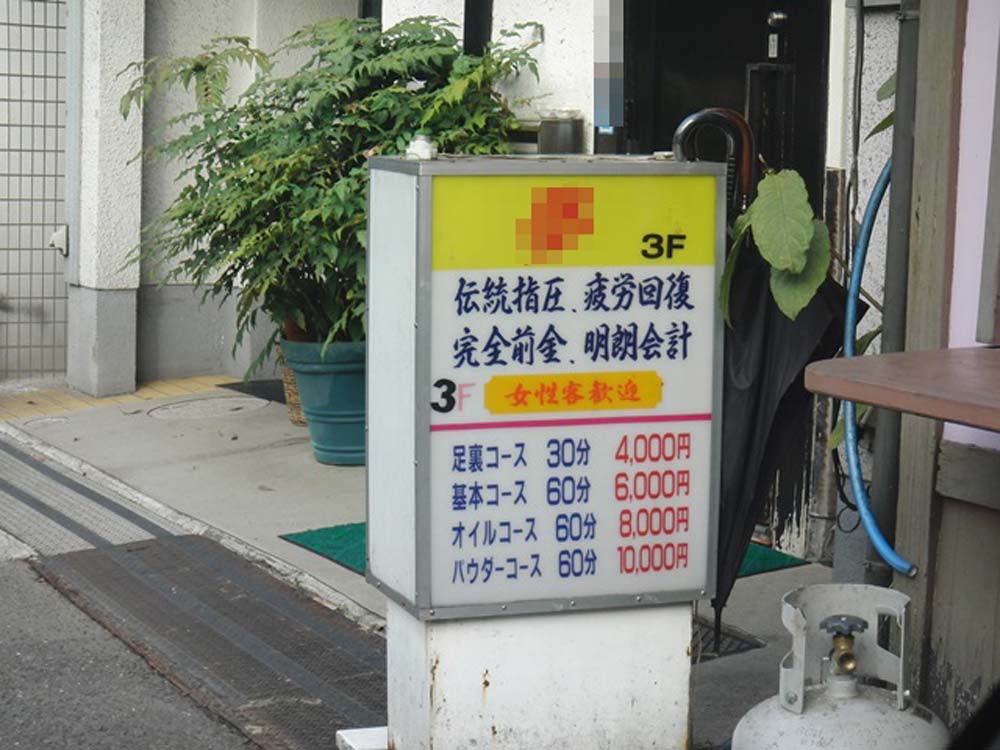 3F
伝統指圧、疲労回復
完全前金、明朗会計
3F 女性客歓迎
足裏コース 30分 4,000円
基本コース 60分 6,000円
オイルコース 60分 8,000円
パウダーコース 60分 10,000円